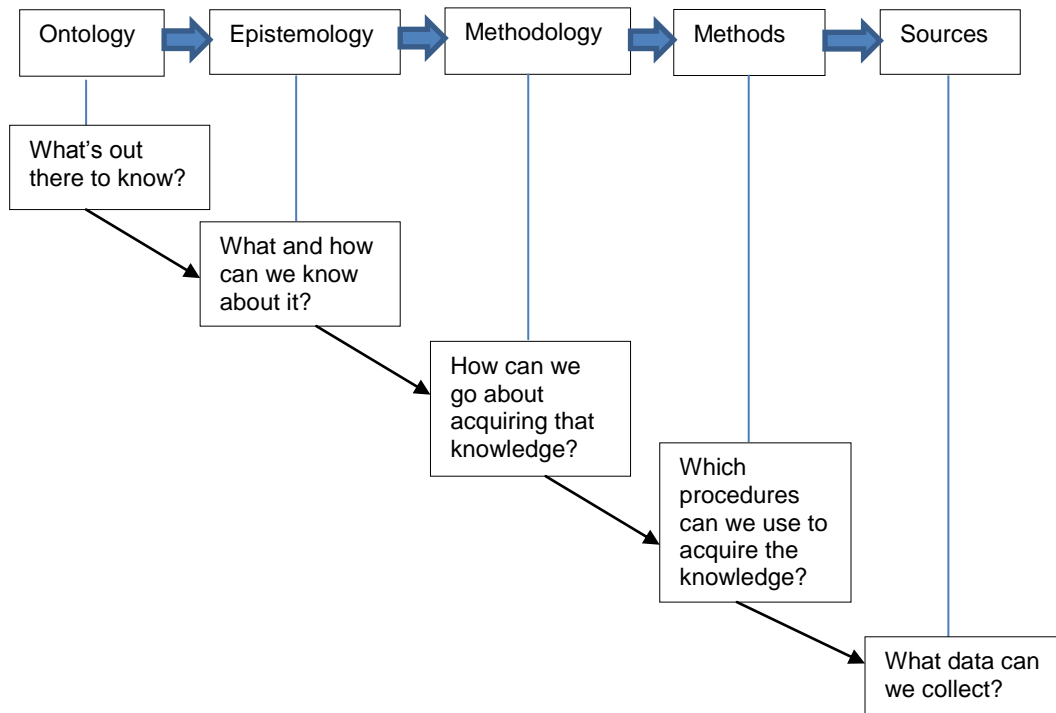 Ontology
Epistemology
Methodology
Methods
Sources
What’s out
there to know?
What and how
can we know
about it?
How can we
go about
acquiring that
knowledge?
Which
procedures
can we use to
acquire the
knowledge?
What data can
we collect?